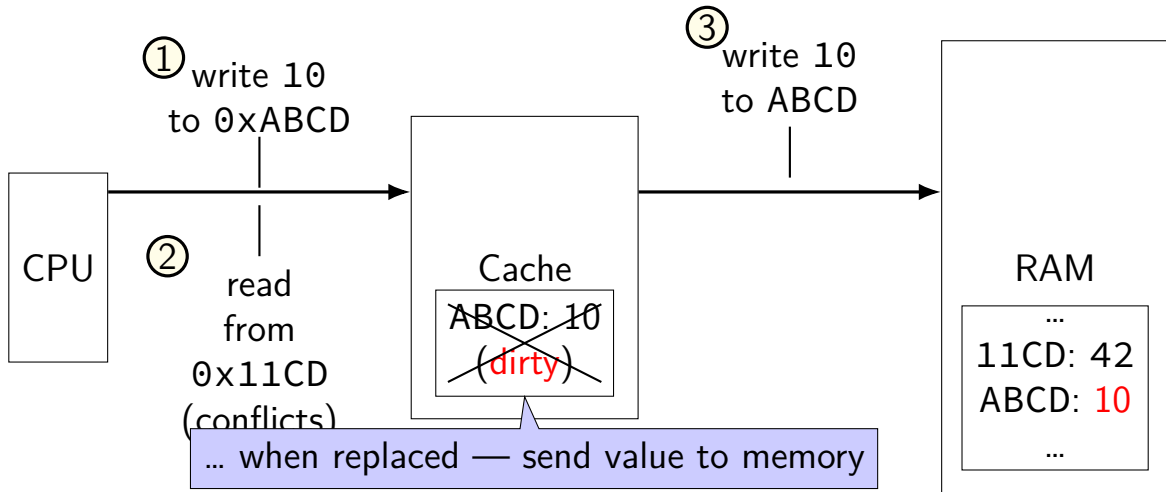 1
write 10
to 0xABCD
3
write 10
to ABCD
CPU
2
read
from
0x11CD
(conflicts)
Cache
ABCD: 10
(dirty)
RAM
...
11CD: 42
ABCD: 10
...
... when replaced — send value to memory